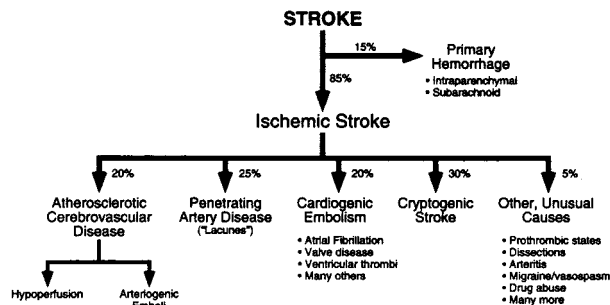 STROKE
15%
Primary
Hemorrhage
• Intraparenchymal
• Subarachnoid
85%
Ischemic Stroke
20%
25%
20%
30%
5%
Atherosclerotic
Cerebrovascular
Disease
Penetrating
Artery Disease
("Lacunes")
Cardiogenic
Embolism
• Atrial Fibrillation
• Valve disease
• Ventricular thrombi
• Many others
Cryptogenic
Stroke
Other, Unusual
Causes
• Prothrombic states
• Dissections
• Arteritis
• Migraine/vasospasm
• Drug abuse
• Many more
Hypoperfusion
Arteriogenic
Emboli